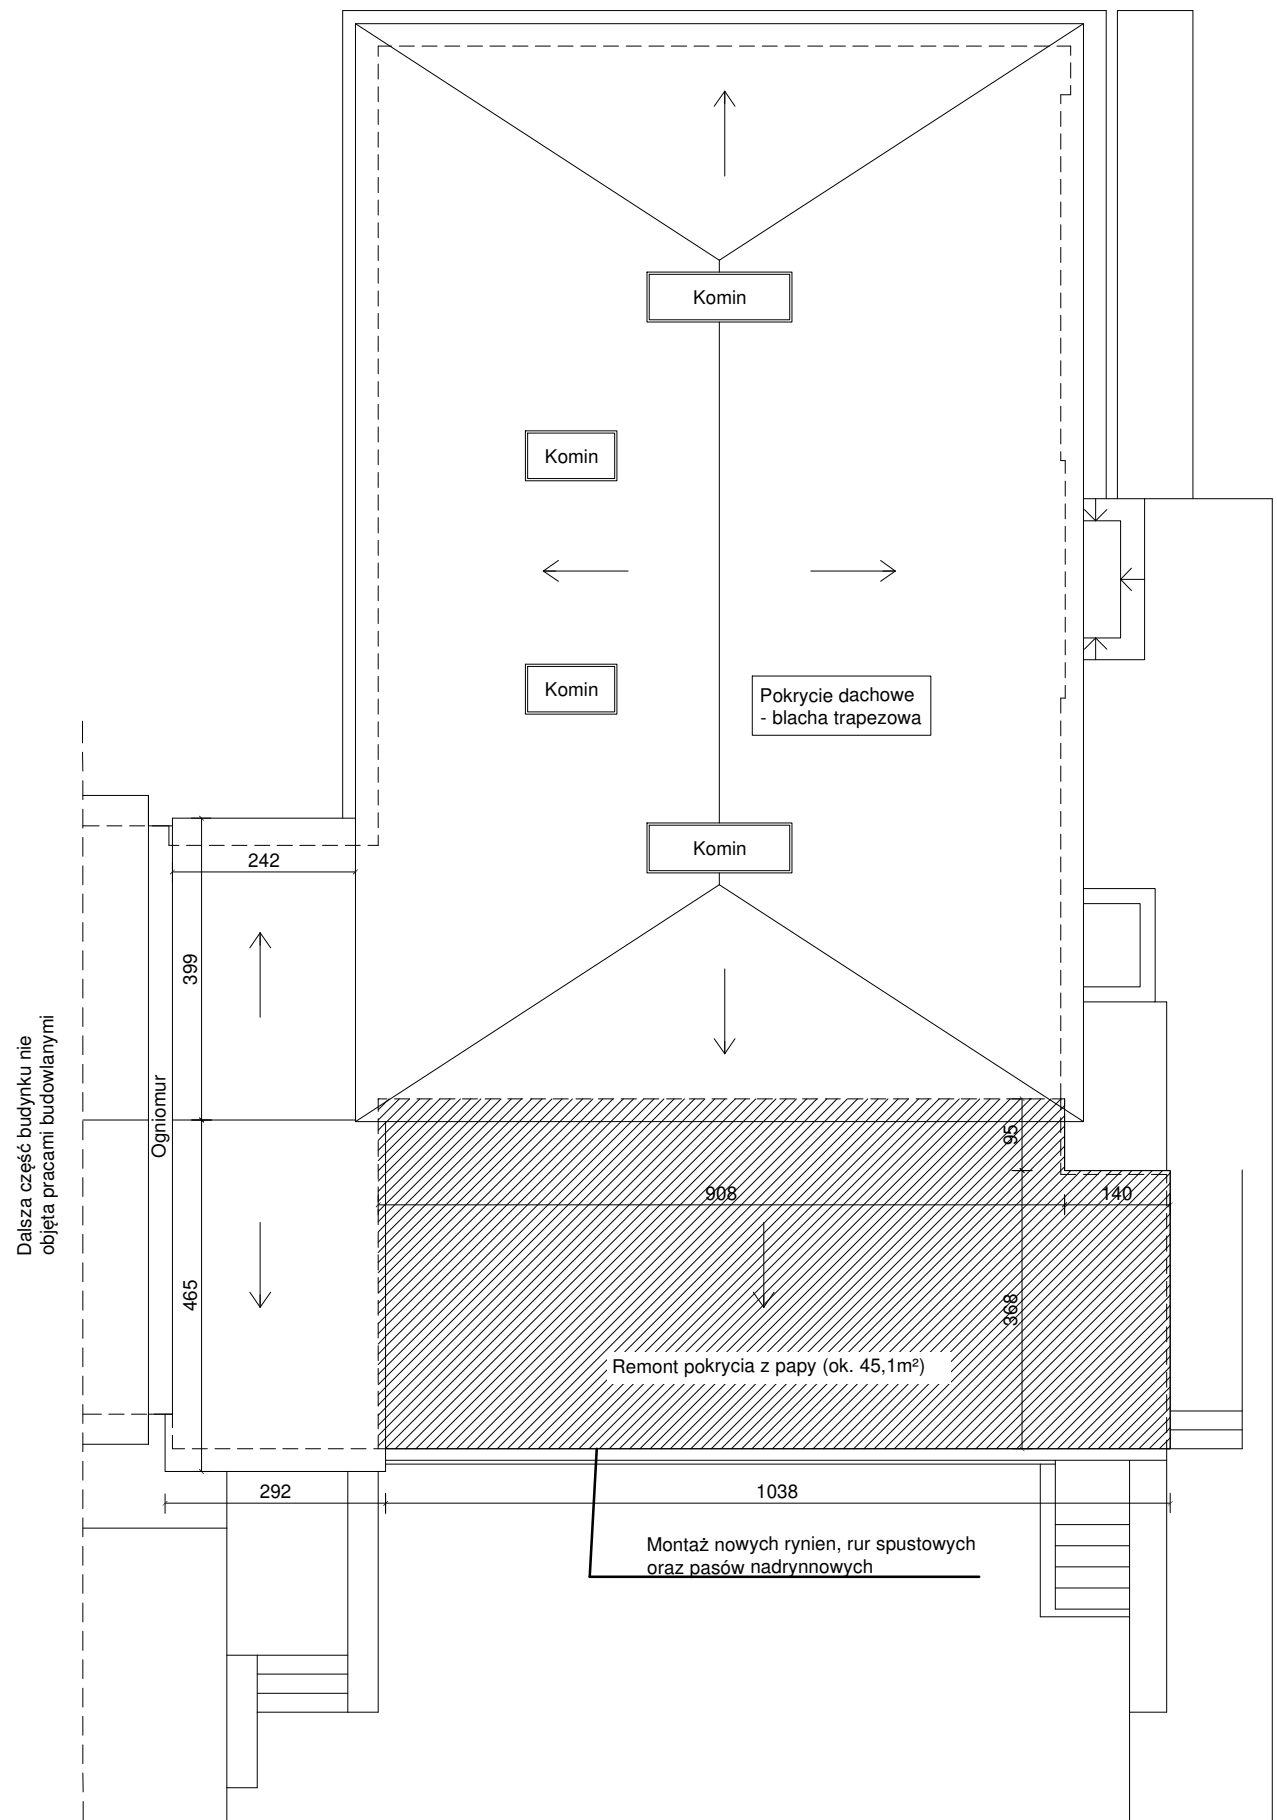 Komin
Komin
Komin
Pokrycie dachowe
- blacha trapezowa
Komin
242
399
Dalsza część budynku nie
objęta pracami budowlanymi
Ogniomur
95
908
140
465
368
Remont pokrycia z papy (ok. 45,1m²)
292
1038
Montaż nowych rynien, rur spustowych
oraz pasów nadrynnowych